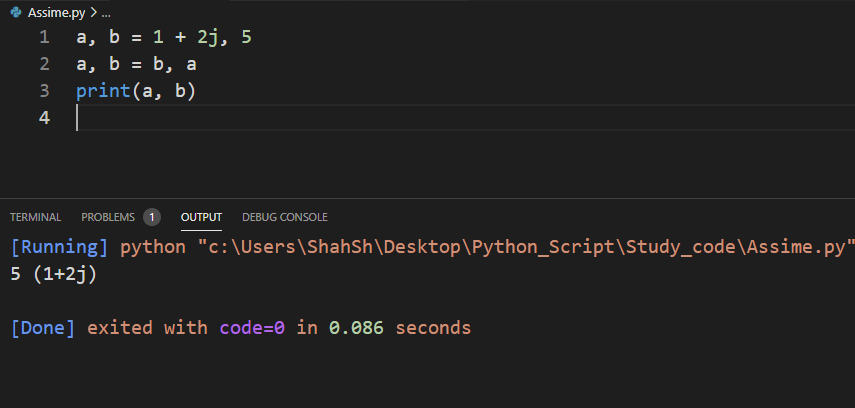 Assime.py > ...
1 a, b = 1 + 2j, 5
2 a, b = b, a
3 print(a, b)
4
TERMINAL PROBLEMS 1 OUTPUT DEBUG CONSOLE
[Running] python "c:\Users\ShahSh\Desktop\Python_Script\Study_code\Assime.py"
5 (1+2j)
[Done] exited with code=0 in 0.086 seconds